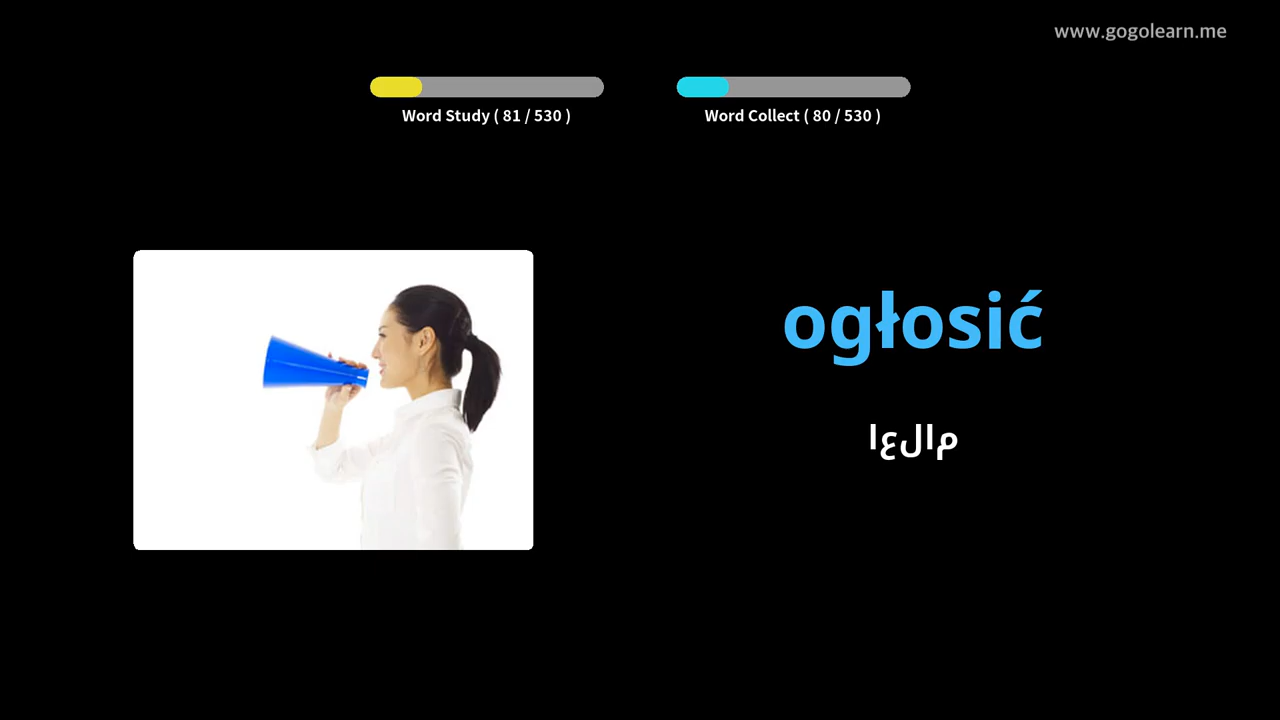 www.gogolearn.me
Word Study ( 81 / 530 )
Word Collect ( 80 / 530 )
ogłosić
اعلام